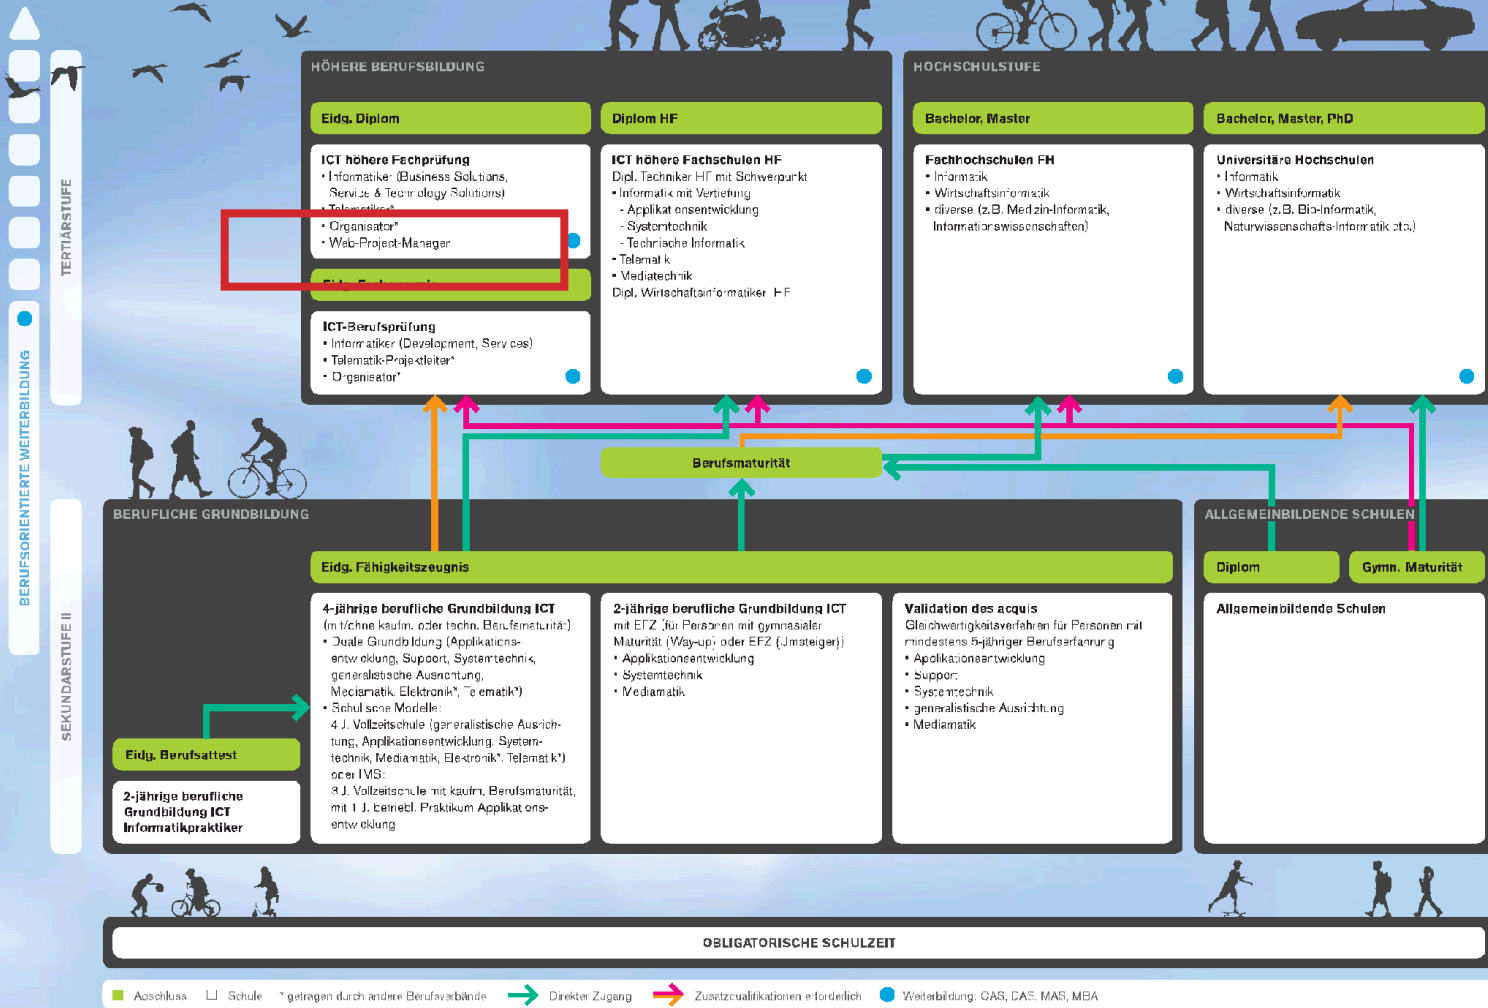 HÖHERE BERUFSBILDUNG
HOCHSCHULSTUFE
Eidg. Diplom
Diplom HF
Bachelor, Master
Bachelor, Master, PhD
ICT höhere Fachprüfung
• Informatiker (Business Solutions,
Service & Technology Solutions)
• Telematiker*
• Organisator*
• Web-Project-Manager
ICT höhere Fachschulen HF
Dipl. Techniker HF mit Schwerpunkt
• Informatik mit Vertiefung
- Applikationsentwicklung
- Systemtechnik
- Technische Informatik
• Telematik
• Mediatechnik
Dipl. Wirtschaftsinformatiker HF
Fachhochschulen FH
• Informatik
• Wirtschaftsinformatik
• diverse (z.B. Medizin-Informatik,
Informationswissenschaften)
Universitäre Hochschulen
• Informatik
• Wirtschaftsinformatik
• diverse (z.B. Bio-Informatik,
Naturwissenschafts-Informatik etc.)
ICT-Berufsprüfung
• Informatiker (Development, Services)
• Telematik-Projektleiter*
• Organisator*
TERTIÄRSTUFE
BERUFSORIENTIERTE WEITERBILDUNG
Berufsmaturität
BERUFLICHE GRUNDBILDUNG
ALLGEMEINBILDENDE SCHULEN
Eidg. Fähigkeitszeugnis
Diplom
Gymn. Maturität
4-jährige berufliche Grundbildung ICT
(mit/ohne kaufm. oder techn. Berufsmaturität)
• Duale Grundbildung (Applikations-
entwicklung, Support, Systemtechnik,
generalistische Ausrichtung,
Mediamatik, Elektronik*, Telematik*)
• Schulische Modelle:
4 J. Vollzeitschule (generalistische Ausrich-
tung, Applikationsentwicklung, System-
technik, Mediamatik, Elektronik*, Telematik*)
oder IMS:
3 J. Vollzeitschule mit kaufm. Berufsmaturität,
mit 1 J. betriebl. Praktikum Applikations-
entwicklung
2-jährige berufliche Grundbildung ICT
mit EFZ (für Personen mit gymnasialer
Maturität (Way-up) oder EFZ (Umsteiger))
• Applikationsentwicklung
• Systemtechnik
• Mediamatik
Validation des acquis
Gleichwertigkeitsverfahren für Personen mit
mindestens 5-jähriger Berufserfahrung
• Applikationsentwicklung
• Support
• Systemtechnik
• generalistische Ausrichtung
• Mediamatik
Allgemeinbildende Schulen
SEKUNDARSTUFE II
Eidg. Berufsattest
2-jährige berufliche
Grundbildung ICT
Informatikpraktiker
OBLIGATORISCHE SCHULZEIT
Abschluss Schule * getragen durch andere Berufsverbände Direkter Zugang Zusatzqualifikationen erforderlich Weiterbildung: CAS, DAS, MAS, MBA